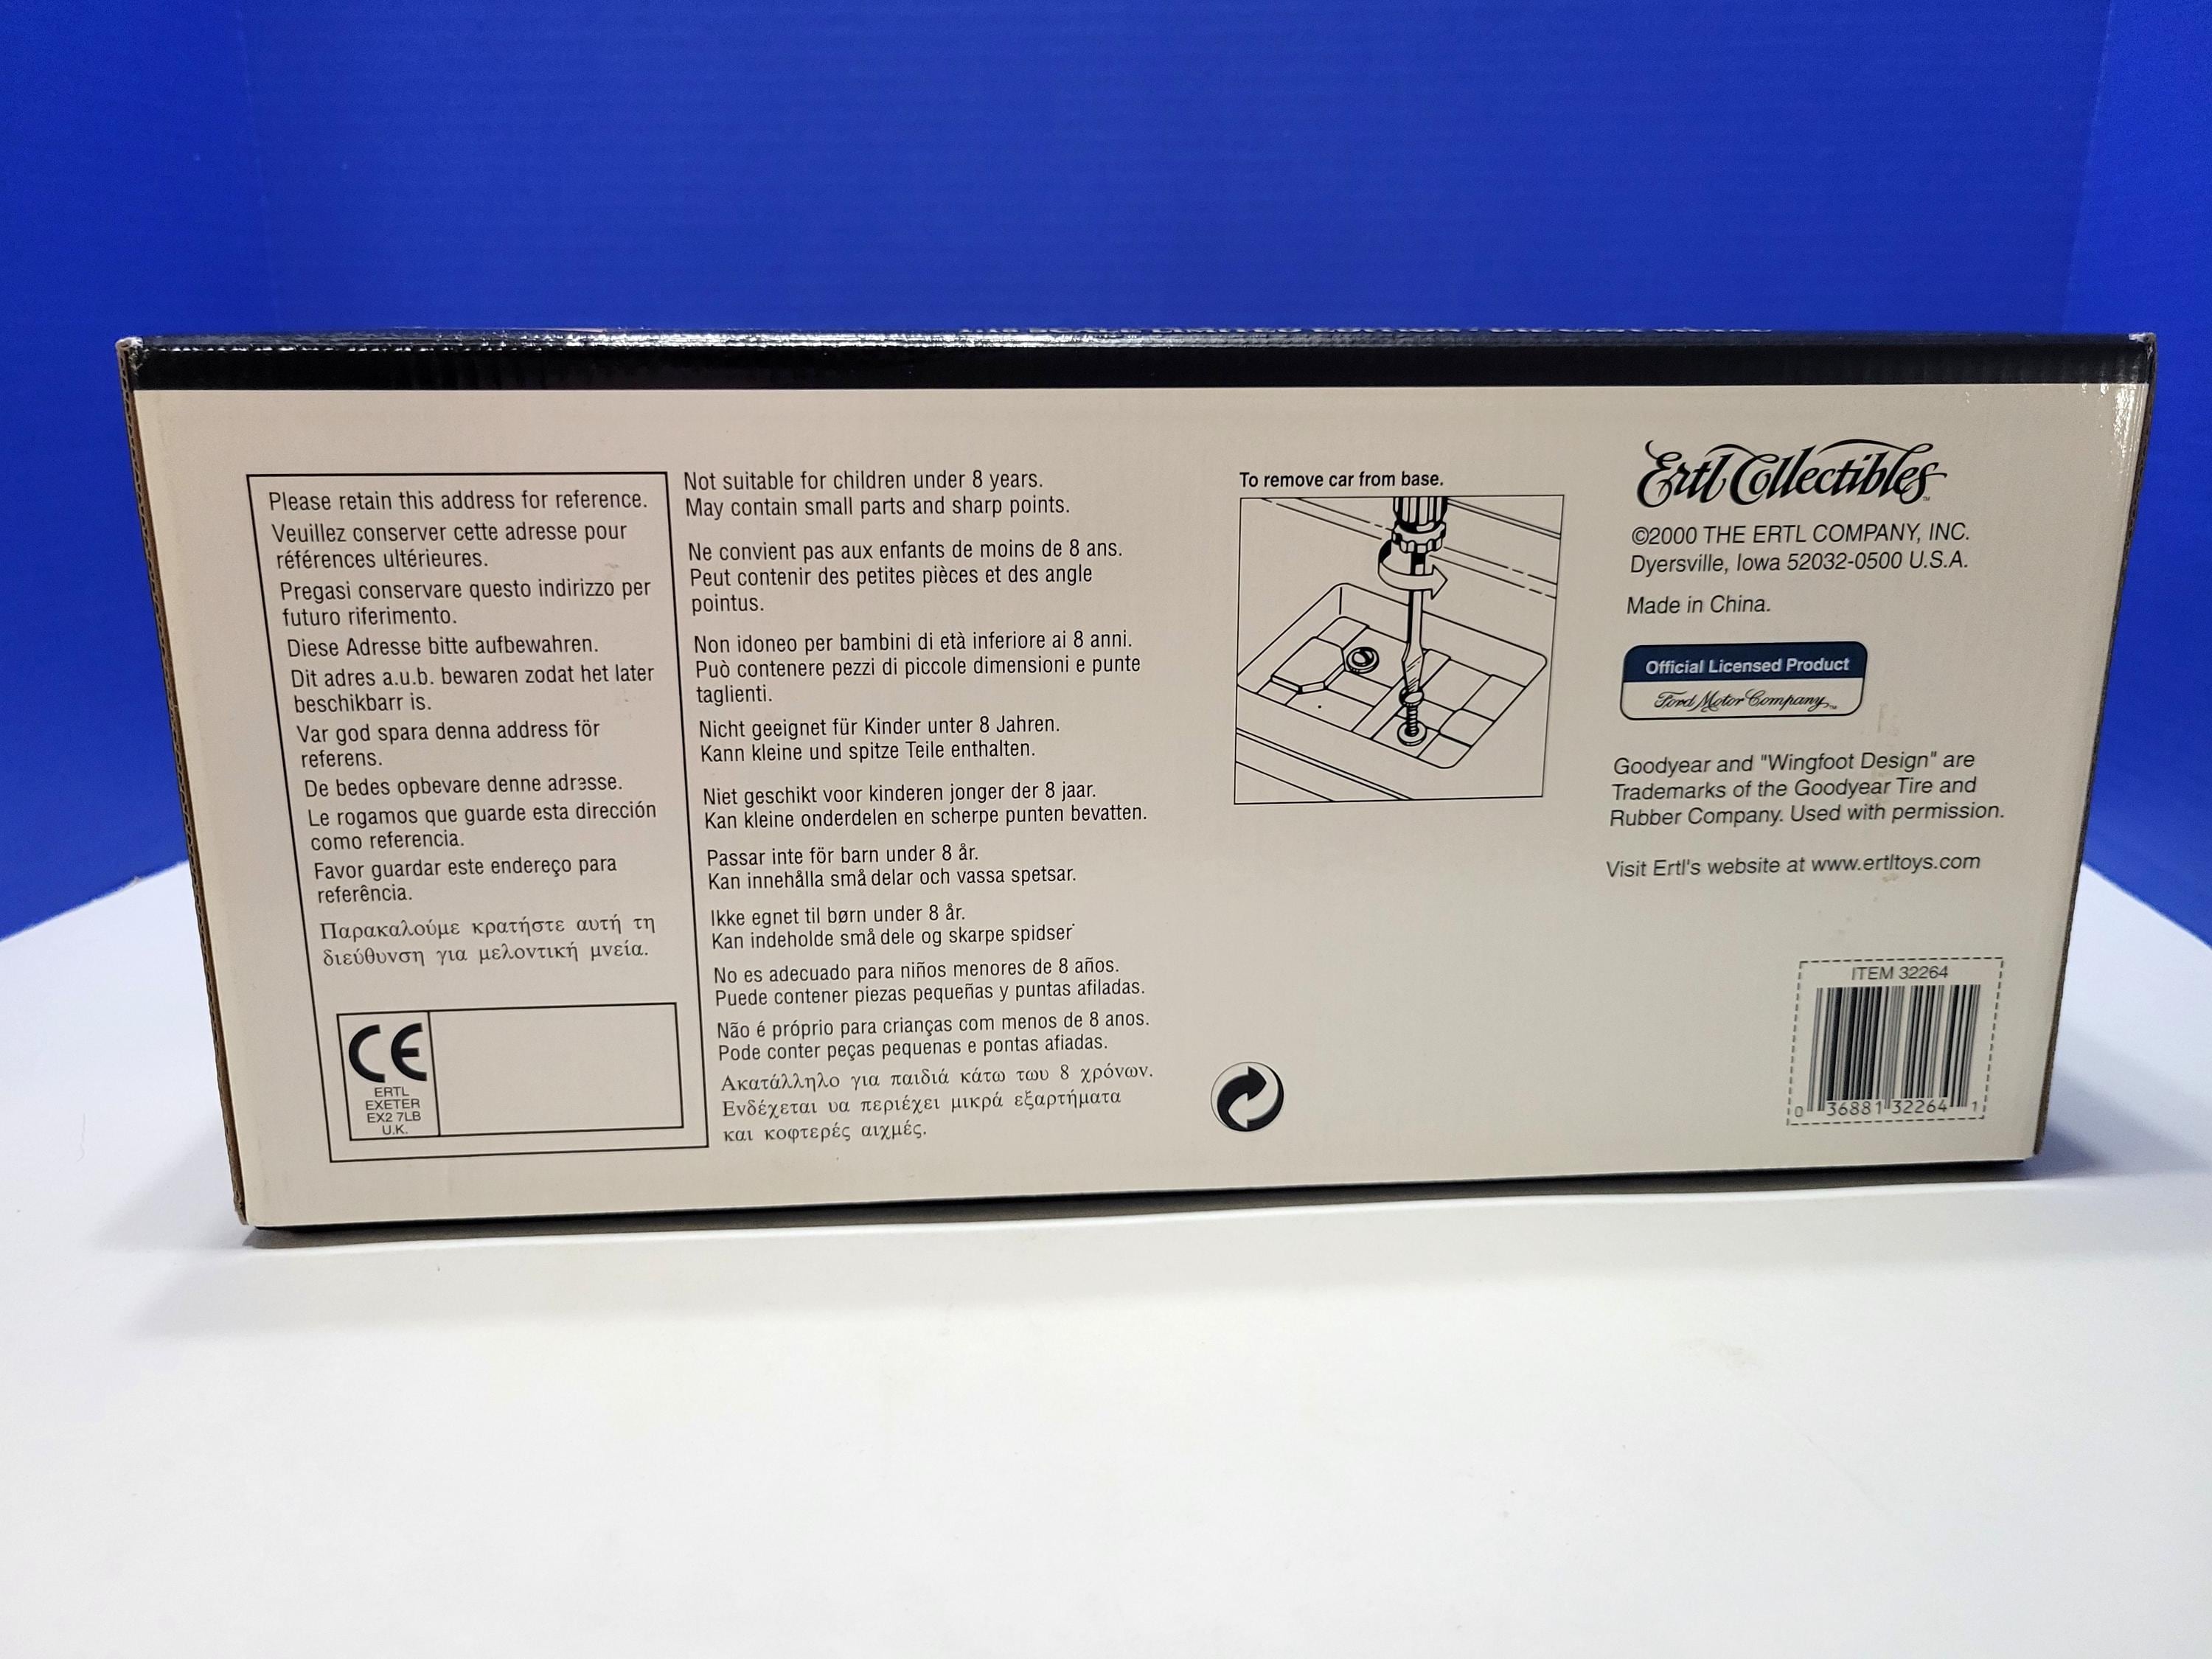 Please retain this address for reference.
Veuillez conserver cette adresse pour
références ultérieures.
Pregasi conservare questo indirizzo per
futuro riferimento.
Diese Adresse bitte aufbewahren.
Dit adres a.u.b. bewaren zodat het later
beschikbarr is.
Var god spara denna address för
referens.
De bedes opbevare denne adresse.
Le rogamos que guarde esta dirección
como referencia.
Favor guardar este endereço para
referência.
Παρακαλούμε κρατήστε αυτή τη
διεύθυνση για μελοντική μνεία.
CE
ERTL
EXETER
EX2 7LB
U.K.
Not suitable for children under 8 years.
May contain small parts and sharp points.
Ne convient pas aux enfants de moins de 8 ans.
Peut contenir des petites pièces et des angle
pointus.
Non idoneo per bambini di età inferiore ai 8 anni.
Può contenere pezzi di piccole dimensioni e punte
taglienti.
Nicht geeignet für Kinder unter 8 Jahren.
Kann kleine und spitze Teile enthalten.
Niet geschikt voor kinderen jonger der 8 jaar.
Kan kleine onderdelen en scherpe punten bevatten.
Passar inte för barn under 8 år.
Kan innehålla små delar och vassa spetsar.
Ikke egnet til børn under 8 år.
Kan indeholde små dele og skarpe spidser
No es adecuado para niños menores de 8 años.
Puede contener piezas pequeñas y puntas afiladas.
Não é próprio para crianças com menos de 8 anos.
Pode conter peças pequenas e pontas afiadas.
Ακατάλληλο για παιδιά κάτω του 8 χρόνων.
Ενδέχεται υα περιέχει μικρά εξαρτήματα
και κοφτερές αιχμές.
To remove car from base.
Ertl Collectibles™
©2000 THE ERTL COMPANY, INC.
Dyersville, Iowa 52032-0500 U.S.A.
Made in China.
Official Licensed Product
Ford Motor Company™
Goodyear and "Wingfoot Design" are
Trademarks of the Goodyear Tire and
Rubber Company. Used with permission.
Visit Ertl's website at www.ertltoys.com
ITEM 32264
0 36881 32264 1